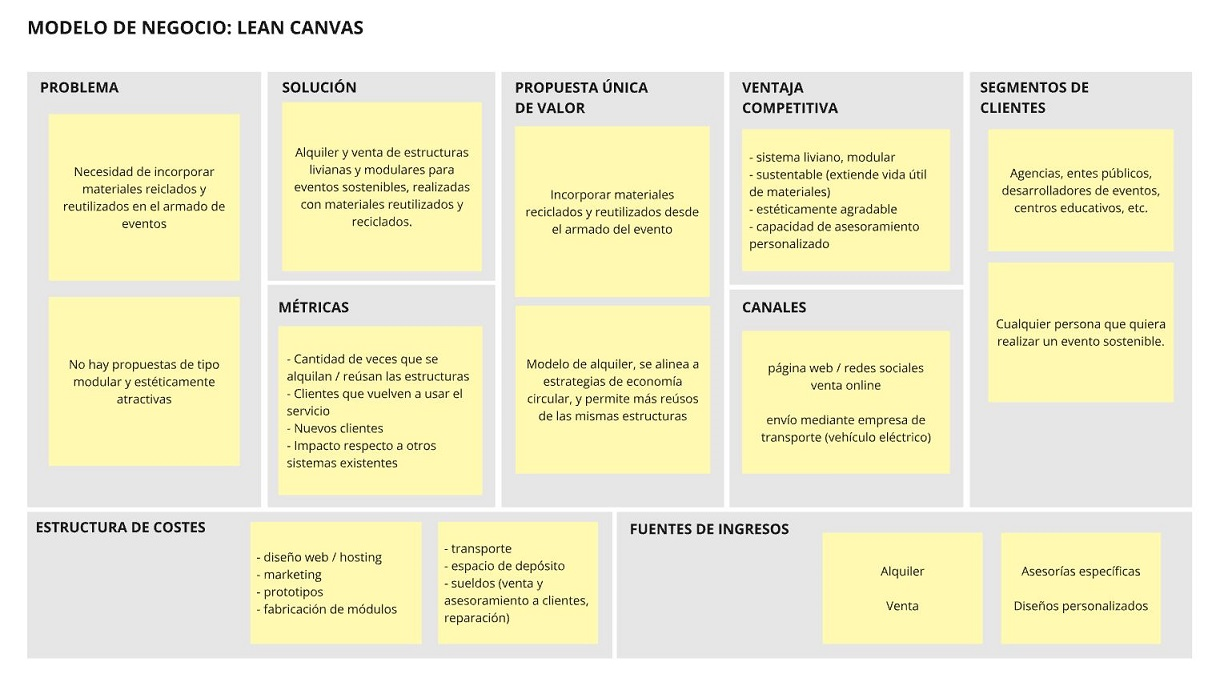 MODELO DE NEGOCIO: LEAN CANVAS
PROBLEMA
Necesidad de incorporar
materiales reiclados y
reutilizados en el armado de
eventos
No hay propuestas de tipo
modular y estéticamente
atractivas
SOLUCIÓN
Alquiler y venta de estructuras
livianas y modulares para
eventos sostenibles, realizadas
con materiales reutilizados y
reciclados.
MÉTRICAS
- Cantidad de veces que se
alquilan / reúsan las estructuras
- Clientes que vuelven a usar el
servicio
- Nuevos clientes
- Impacto respecto a otros
sistemas existentes
PROPUESTA ÚNICA
DE VALOR
Incorporar materiales
reciclados y reutilizados desde
el armado del evento
Modelo de alquiler, se alinea a
estrategias de economía
circular, y permite más reúsos
de las mismas estructuras
VENTAJA
COMPETITIVA
- sistema liviano, modular
- sustentable (extiende vida útil
de materiales)
- estéticamente agradable
- capacidad de asesoramiento
personalizado
CANALES
página web / redes sociales
venta online
envío mediante empresa de
transporte (vehículo eléctrico)
SEGMENTOS DE
CLIENTES
Agencias, entes públicos,
desarrolladores de eventos,
centros educativos, etc.
Cualquier persona que quiera
realizar un evento sostenible.
ESTRUCTURA DE COSTES
- diseño web / hosting
- marketing
- prototipos
- fabricación de módulos
- transporte
- espacio de depósito
- sueldos (venta y
asesoramiento a clientes,
reparación)
FUENTES DE INGRESOS
Alquiler
Venta
Asesorías específicas
Diseños personalizados